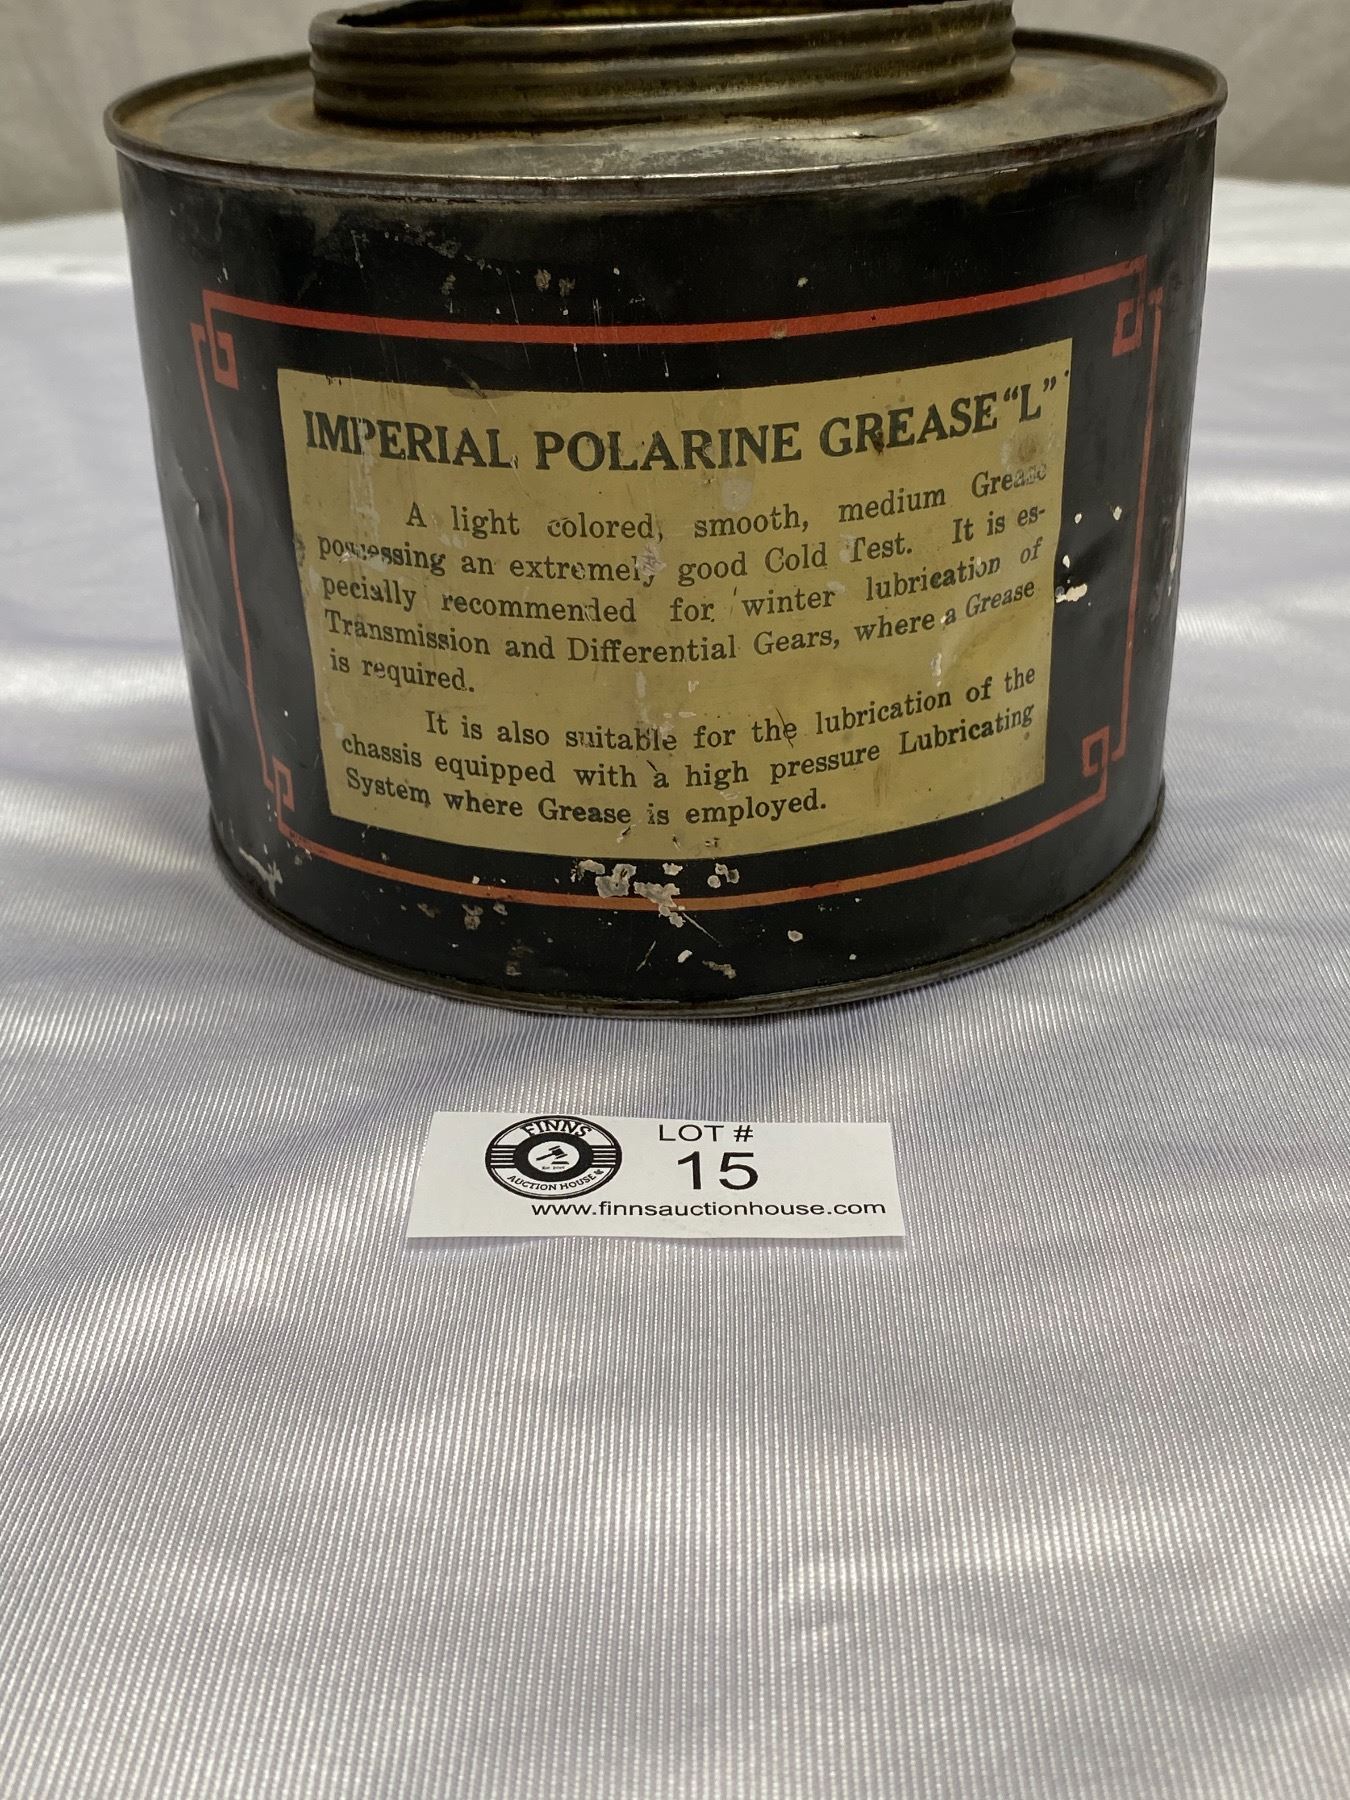 IMPERIAL POLARINE GREASE "L"
A light colored, smooth, medium Grease
possessing an extremely good Cold Test. It is es-
pecially recommended for winter lubrication of
Transmission and Differential Gears, where a Grease
is required.
It is also suitable for the lubrication of the
chassis equipped with a high pressure Lubricating
System where Grease is employed.
FINNS
AUCTION HOUSE
LOT #
15
www.finnsauctionhouse.com